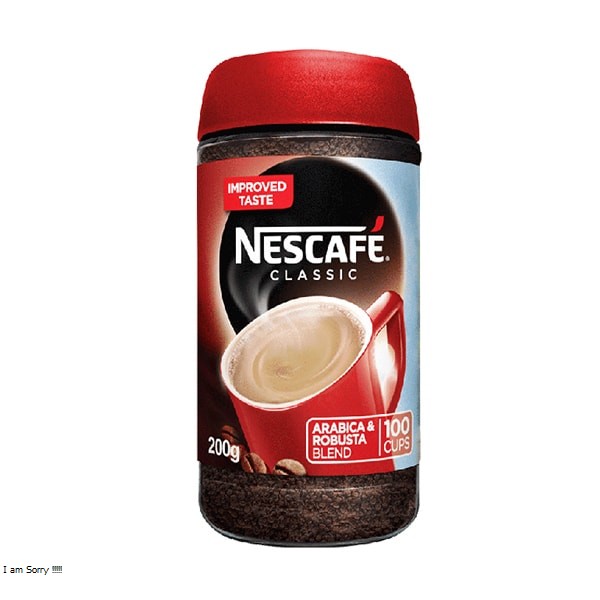 IMPROVED
TASTE
NESCAFÉ.
CLASSIC
ARABICA &
ROBUSTA
BLEND
100
CUPS
200g
I am Sorry !!!!!